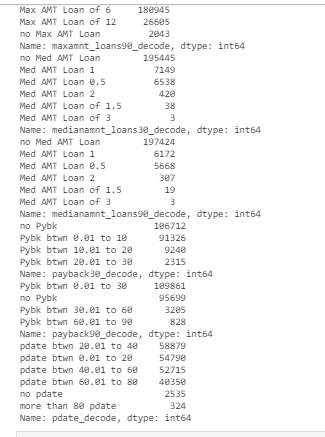 Max AMT Loan of 6 180945
Max AMT Loan of 12 26605
no Max AMT Loan 2043
Name: maxamnt_loans90_decode, dtype: int64
no Med AMT Loan 195445
Med AMT Loan 1 7149
Med AMT Loan 0.5 6538
Med AMT Loan 2 420
Med AMT Loan of 1.5 38
Med AMT Loan of 3 3
Name: medianamnt_loans30_decode, dtype: int64
no Med AMT Loan 197424
Med AMT Loan 1 6172
Med AMT Loan 0.5 5668
Med AMT Loan 2 307
Med AMT Loan of 1.5 19
Med AMT Loan of 3 3
Name: medianamnt_loans90_decode, dtype: int64
no Pybk 106712
Pybk btwn 0.01 to 10 91326
Pybk btwn 10.01 to 20 9240
Pybk btwn 20.01 to 30 2315
Name: payback30_decode, dtype: int64
Pybk btwn 0.01 to 30 109861
no Pybk 95699
Pybk btwn 30.01 to 60 3205
Pybk btwn 60.01 to 90 828
Name: payback90_decode, dtype: int64
pdate btwn 20.01 to 40 58879
pdate btwn 0.01 to 20 54790
pdate btwn 40.01 to 60 52715
pdate btwn 60.01 to 80 40350
no pdate 2535
more than 80 pdate 324
Name: pdate_decode, dtype: int64